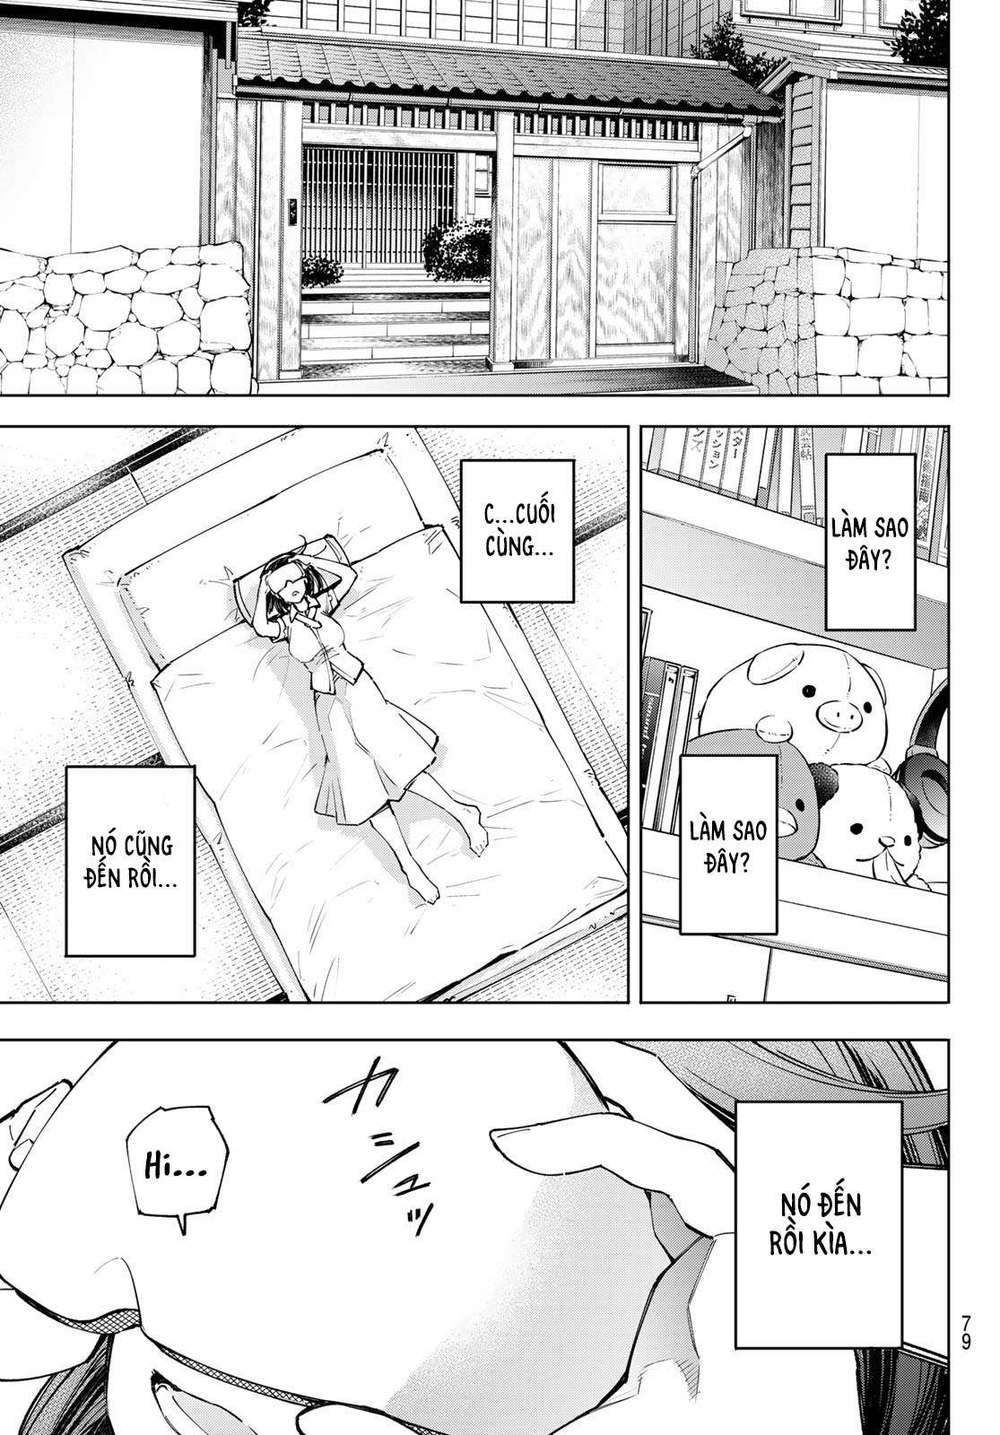 LÀM SAO
ĐÂY?
LÀM SAO
ĐÂY?
C...CUỐI
CÙNG...
NÓ CŨNG
ĐẾN RỒI...
NÓ ĐẾN
RỒI KÌA...
Hi...
79